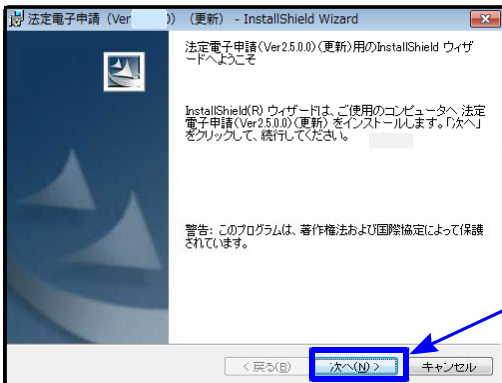 法定電子申請 (Ver )) (更新) - InstallShield Wizard
法定電子申請(Ver2.5.0.0)(更新)用のInstallShield ウィザ
ードへようこそ
InstallShield(R) ウィザードは、ご使用のコンピュータへ 法定
電子申請(Ver2.5.0.0)(更新) をインストールします。「次へ」
をクリックして、続行してください。
警告: このプログラムは、著作権法および国際協定によって保護
されています。
< 戻る(B)
次へ(N) >
キャンセル